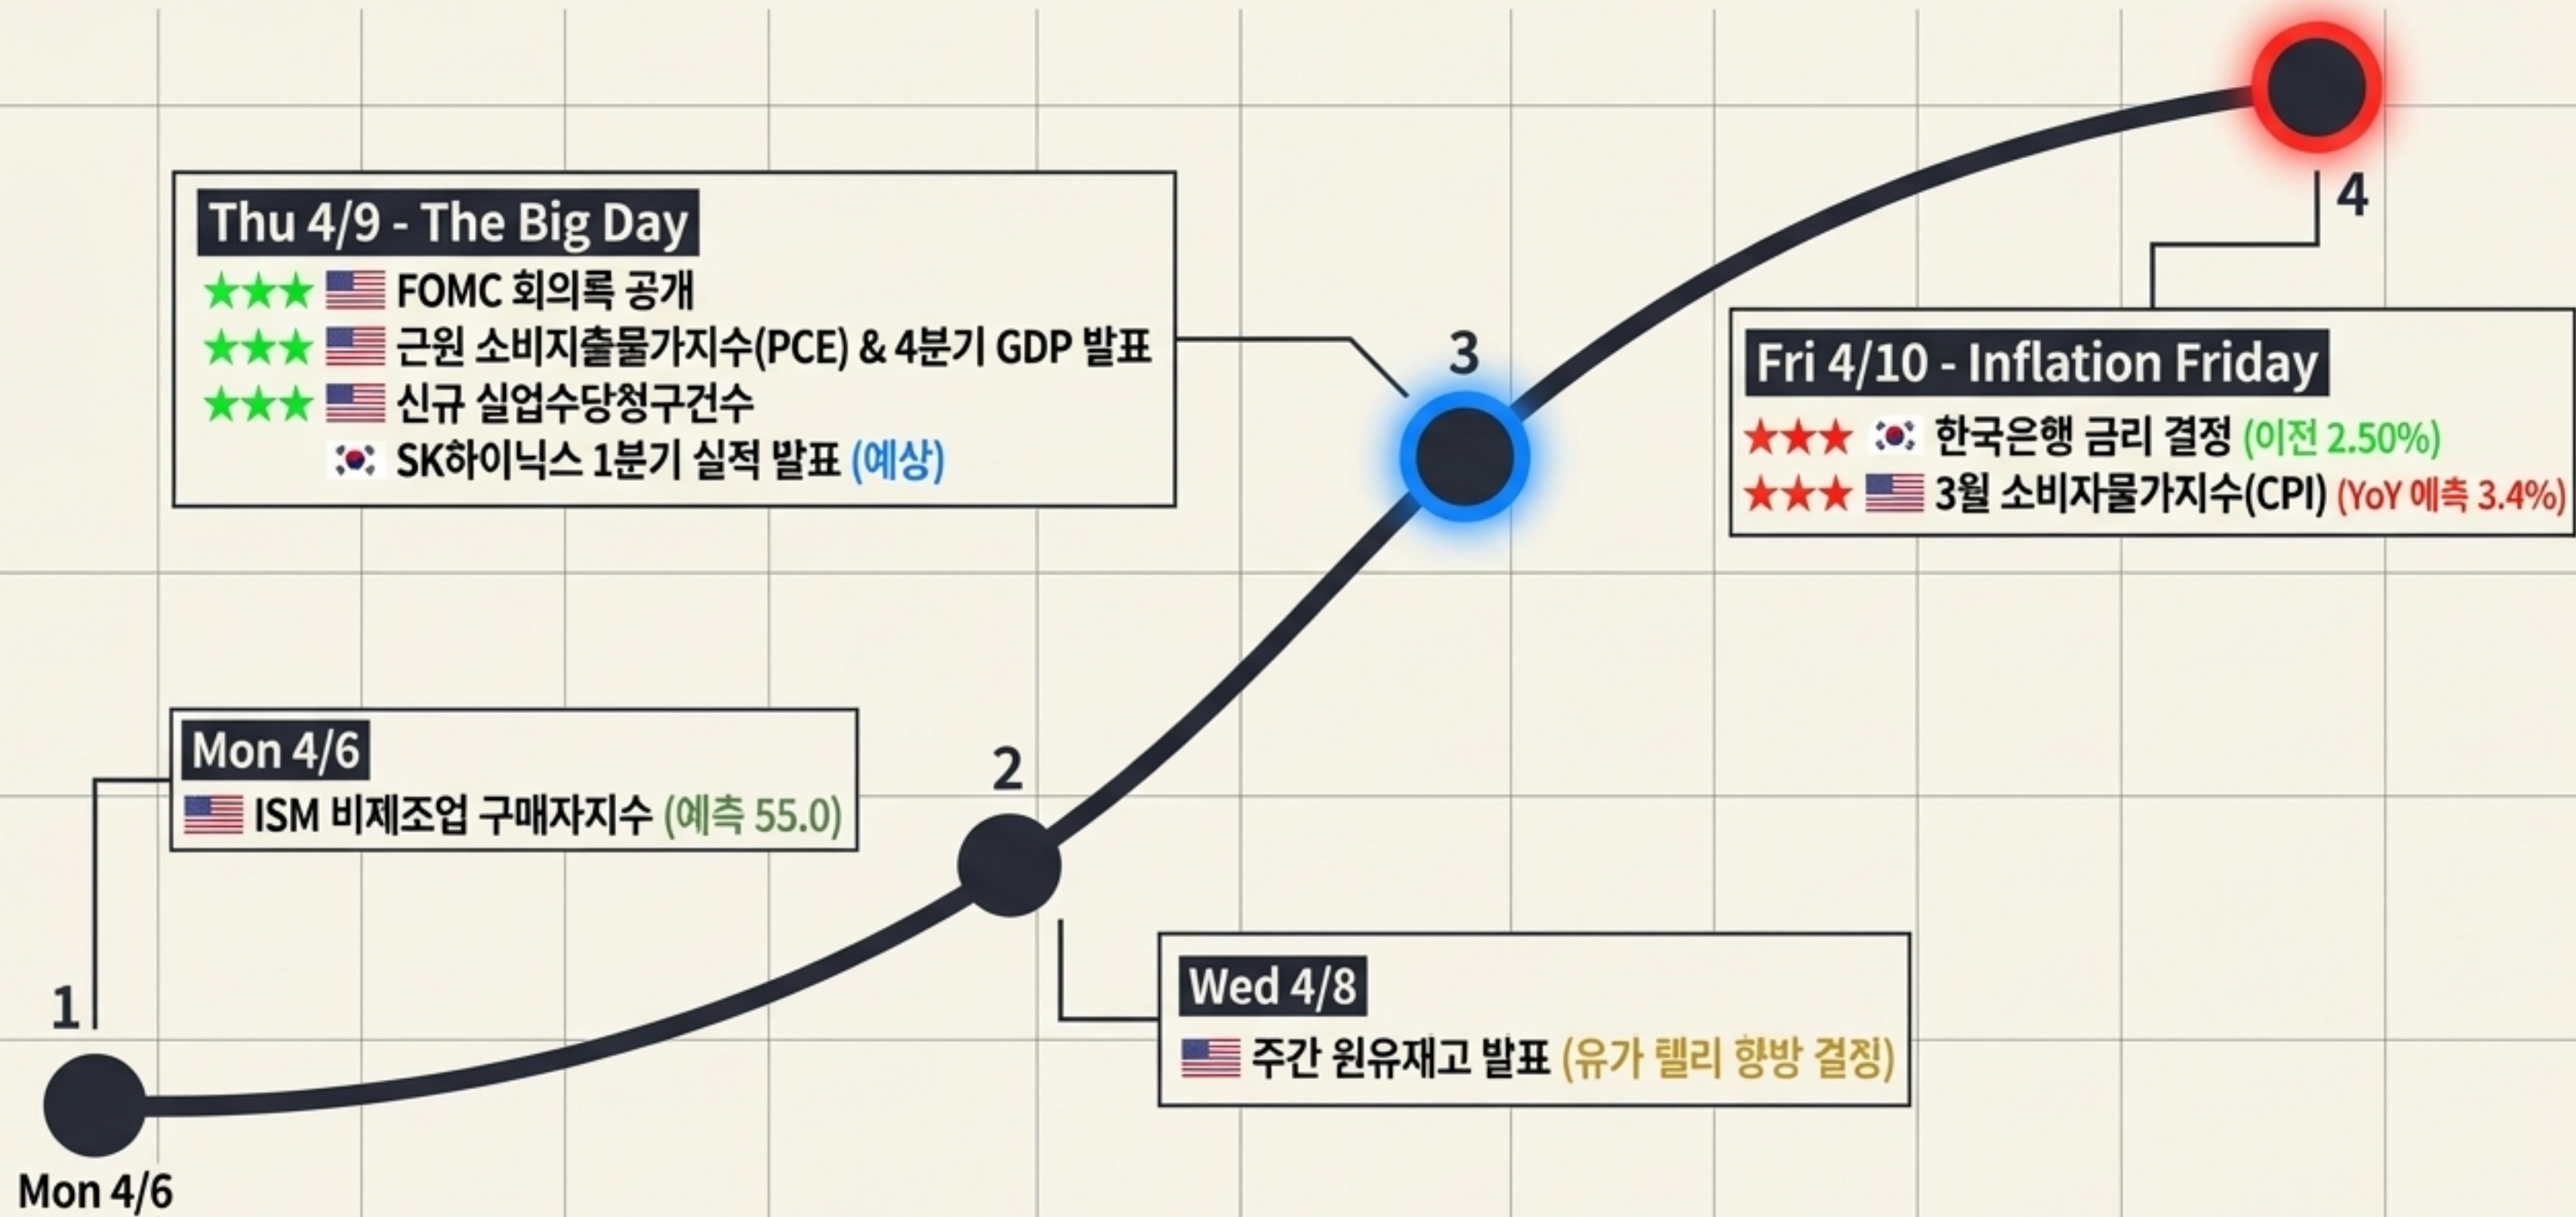 Thu 4/9 - The Big Day
★★★ FOMC 회의록 공개
★★★ 근원 소비지출물가지수(PCE) & 4분기 GDP 발표
★★★ 신규 실업수당청구건수
SK하이닉스 1분기 실적 발표 (예상)
3
4
Fri 4/10 - Inflation Friday
★★★ 한국은행 금리 결정 (이전 2.50%)
★★★ 3월 소비자물가지수(CPI) (YoY 예측 3.4%)
Mon 4/6
ISM 비제조업 구매자지수 (예측 55.0)
2
Wed 4/8
주간 원유재고 발표 (유가 텔리 향방 결정)
1
Mon 4/6